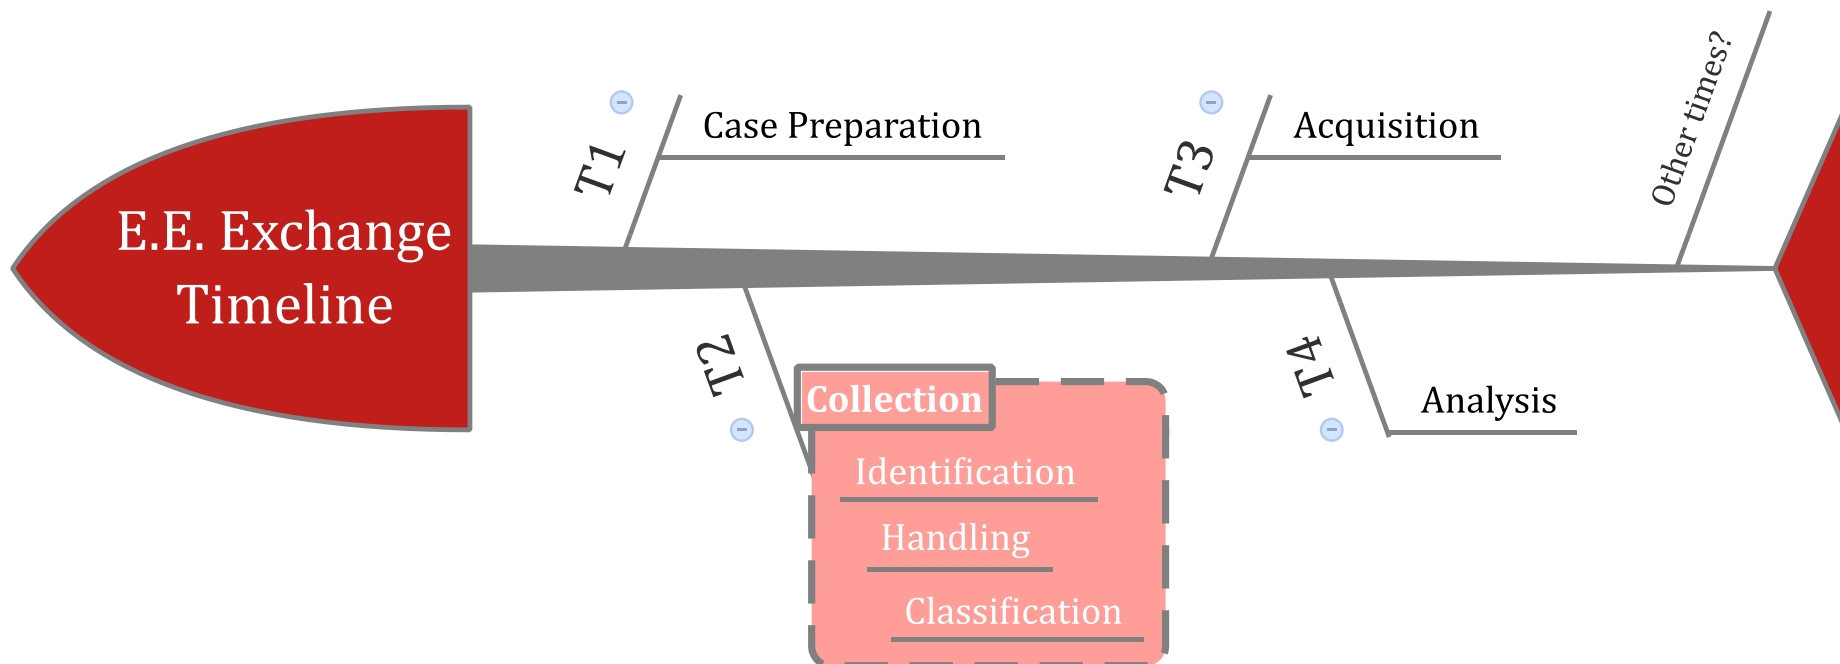 E.E. Exchange
Timeline
T1
Case Preparation
T2
Collection
Identification
Handling
Classification
T3
Acquisition
T4
Analysis
Other times?